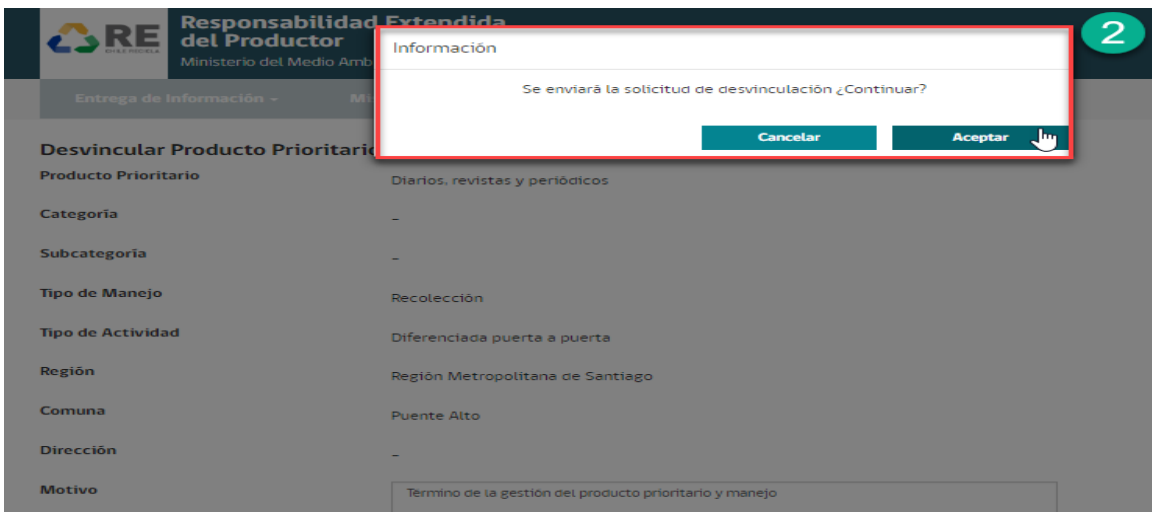 RE
CHILE RECICLA
Responsabilidad Extendida
del Productor
Ministerio del Medio Amb
2
Información
Se enviará la solicitud de desvinculación ¿Continuar?
Cancelar
Aceptar
Entrega de Información
Mi
Desvincular Producto Prioritario
Producto Prioritario Diarios, revistas y periódicos
Categoría –
Subcategoría –
Tipo de Manejo Recolección
Tipo de Actividad Diferenciada puerta a puerta
Región Región Metropolitana de Santiago
Comuna Puente Alto
Dirección –
Motivo Término de la gestión del producto prioritario y manejo